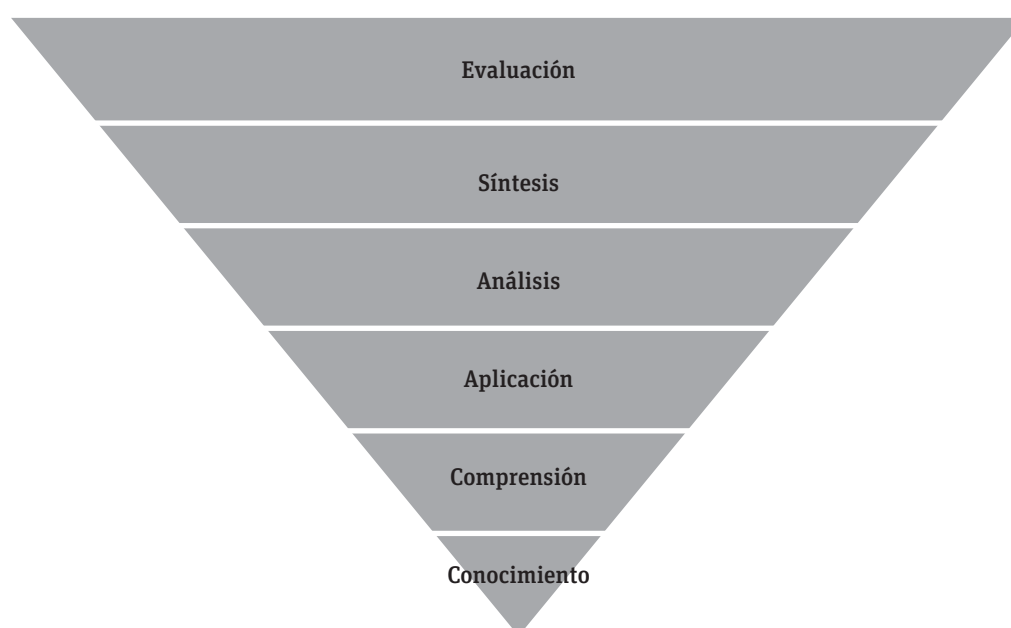 Evaluación
Síntesis
Análisis
Aplicación
Comprensión
Conocimiento